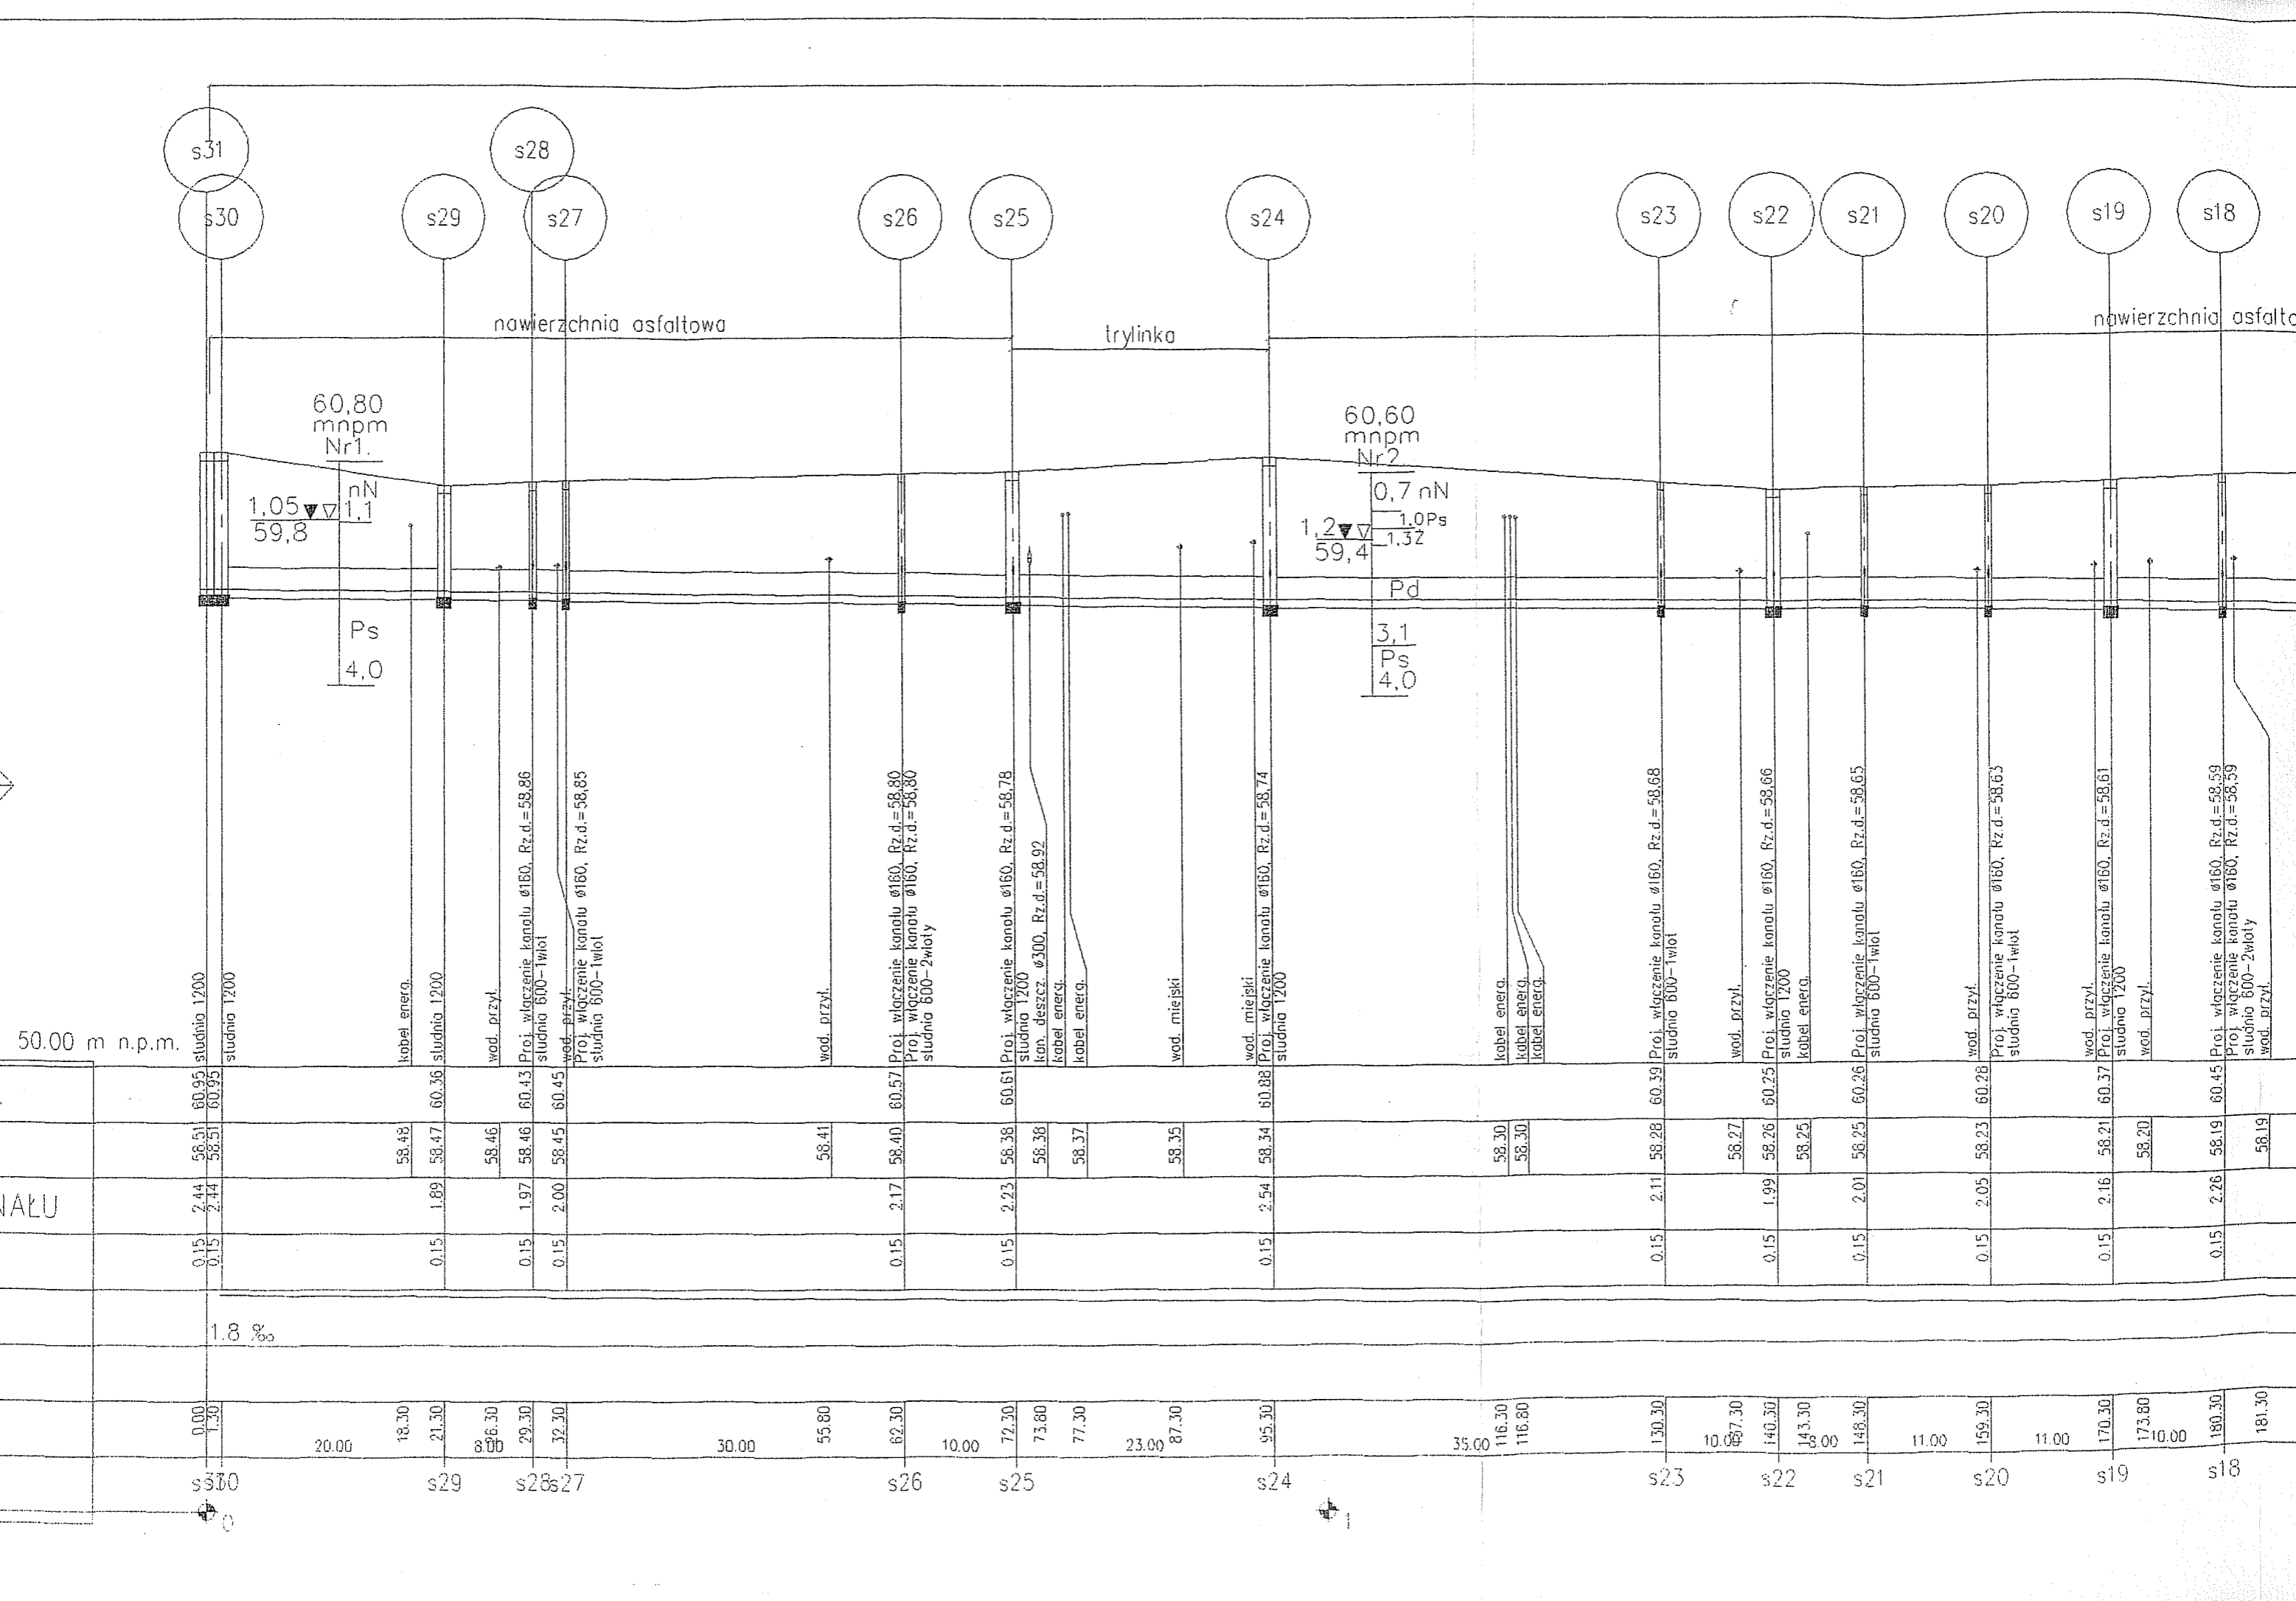 s31
s28
s30
s29
s27
s26
s25
s24
s23
s22
s21
s20
s19
s18
nawierzchnia asfaltowa
trylinka
nawierzchnia asfalto
60,80
mnpm
Nr1.
nN
1,1
1,05
59,8
Ps
4,0
60,60
mnpm
Nr2
0,7 nN
1.0Ps
1.3Z
1,2
59,4
Pd
3,1
Ps
4,0
50.00 m n.p.m.
studnia 1200
studnia 1200
kabel energ.
studnia 1200
wod. przył.
Proj. włączenie kanału ø160, Rz.d.=58,86
studnia 600-1wlot
wod. przył.
Proj. włączenie kanału ø160, Rz.d.=58,85
studnia 600-1wlot
wod. przył.
Proj. włączenie kanału ø160, Rz.d.=58,80
Proj. włączenie kanału ø160, Rz.d.=58,80
studnia 600-2wloty
Proj. włączenie kanału ø160, Rz.d.=58,78
studnia 1200
kan. deszcz. ø300, Rz.d.=58.92
kabel energ.
kabel energ.
wod. miejski
wod. miejski
Proj. włączenie kanału ø160, Rz.d.=58,74
studnia 1200
kabel energ.
kabel energ.
kabel energ.
Proj. włączenie kanału ø160, Rz.d.=58,68
studnia 600-1wlot
wod. przył.
Proj. włączenie kanału ø160, Rz.d.=58,66
studnia 1200
kabel energ.
Proj. włączenie kanału ø160, Rz.d.=58,65
studnia 600-1wlot
wod. przył.
Proj. włączenie kanału ø160, Rz.d.=58,63
studnia 600-1wlot
wod. przył.
Proj. włączenie kanału ø160, Rz.d.=58,61
studnia 1200
wod. przył.
Proj. włączenie kanału ø160, Rz.d.=58,59
Proj. włączenie kanału ø160, Rz.d.=58,59
studnia 600-2wloty
wod. przył.
60.95 60.95 60.36 60.43 60.45 60.57 60.61 60.88 60.39 60.25 60.26 60.28 60.37 60.45
58.51 58.51 58.48 58.47 58.46 58.46 58.45 58.41 58.40 58.38 58.38 58.37 58.35 58.34 58.30 58.30 58.28 58.27 58.26 58.25 58.25 58.23 58.21 58.20 58.19 58.19
NAŁU 2.44 2.44 1.89 1.97 2.00 2.17 2.23 2.54 2.11 1.99 2.01 2.05 2.16 2.26
0.15 0.15 0.15 0.15 0.15 0.15 0.15 0.15 0.15 0.15 0.15 0.15 0.15 0.15
1.8 ‰
0.00 1.30 18.30 21.30 26.30 29.30 32.30 55.80 62.30 72.30 73.80 77.30 87.30 95.30 116.30 116.80 130.30 137.30 140.30 143.30 148.30 159.30 170.30 173.80 180.30 181.30
20.00 8.00 30.00 10.00 23.00 35.00 10.00 8.00 11.00 11.00 10.00
s31 s30 s29 s28 s27 s26 s25 s24 s23 s22 s21 s20 s19 s18
0
1